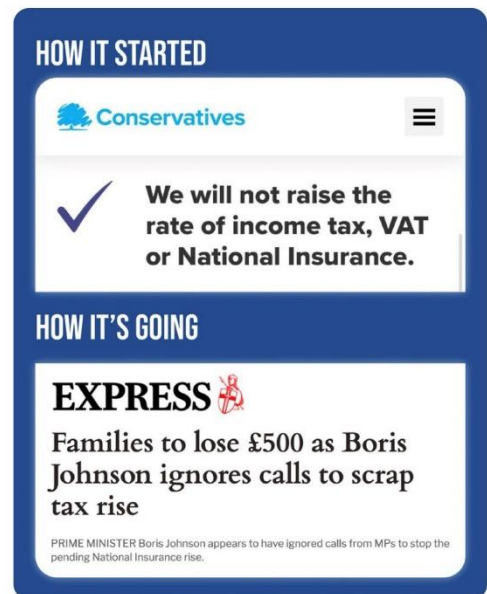 HOW IT STARTED
Conservatives
We will not raise the
rate of income tax, VAT
or National Insurance.
HOW IT'S GOING
EXPRESS
Families to lose £500 as Boris
Johnson ignores calls to scrap
tax rise
PRIME MINISTER Boris Johnson appears to have ignored calls from MPs to stop the
pending National Insurance rise.